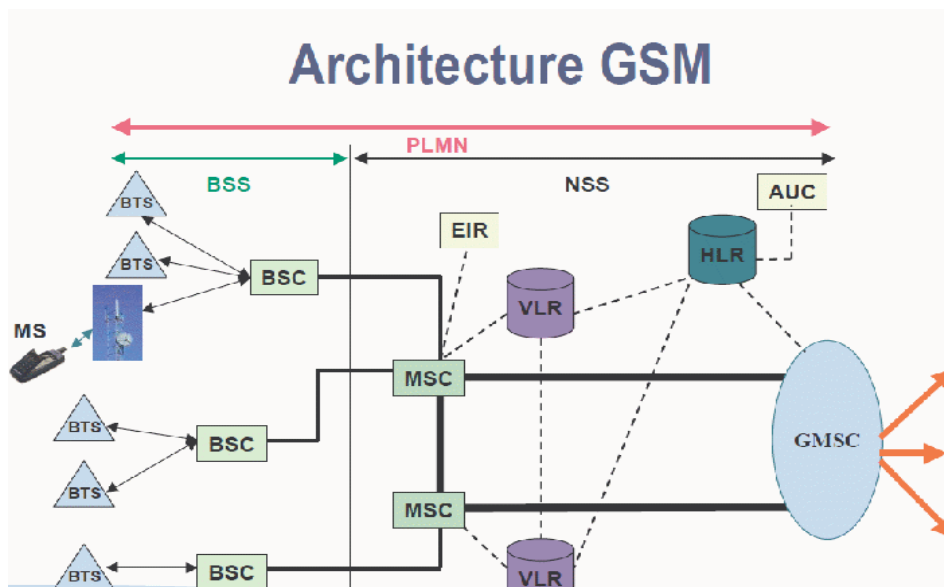 Architecture GSM
PLMN
BSS
NSS
BTS
EIR
AUC
BTS
BSC
HLR
MS
VLR
MSC
BTS
BSC
GMSC
BTS
MSC
BTS
BSC
VLR